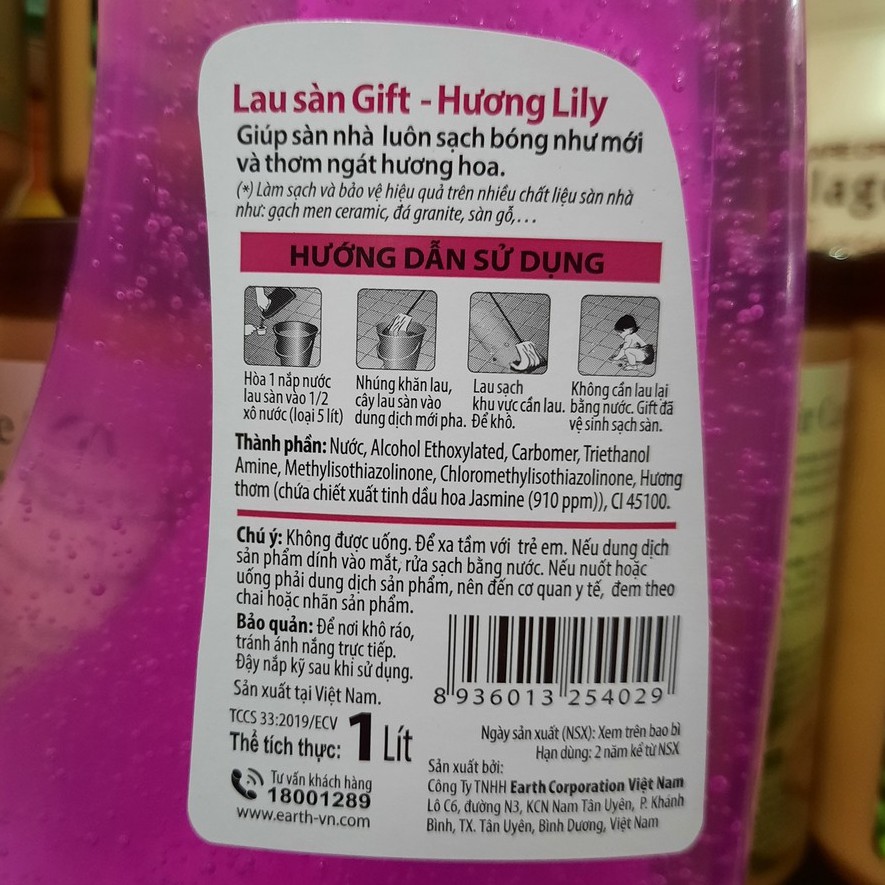 Lau sàn Gift - Hương Lily
Giúp sàn nhà luôn sạch bóng như mới
và thơm ngát hương hoa.
(*) Làm sạch và bảo vệ hiệu quả trên nhiều chất liệu sàn nhà
như: gạch men ceramic, đá granite, sàn gỗ,...
HƯỚNG DẪN SỬ DỤNG
Hòa 1 nắp nước
lau sàn vào 1/2
xô nước (loại 5 lít)
Nhúng khăn lau,
cây lau sàn vào
dung dịch mới pha.
Lau sạch
khu vực cần lau.
Để khô.
Không cần lau lại
bằng nước. Gift đã
vệ sinh sạch sàn.
Thành phần: Nước, Alcohol Ethoxylated, Carbomer, Triethanol
Amine, Methylisothiazolinone, Chloromethylisothiazolinone, Hương
thơm (chứa chiết xuất tinh dầu hoa Jasmine (910 ppm)), CI 45100.
Chú ý: Không được uống. Để xa tầm với trẻ em. Nếu dung dịch
sản phẩm dính vào mắt, rửa sạch bằng nước. Nếu nuốt hoặc
uống phải dung dịch sản phẩm, nên đến cơ quan y tế, đem theo
chai hoặc nhãn sản phẩm.
Bảo quản: Để nơi khô ráo,
tránh ánh nắng trực tiếp.
Đậy nắp kỹ sau khi sử dụng.
Sản xuất tại Việt Nam.
8 936013 254029
TCCS 33:2019/ECV
Thể tích thực: 1 Lít
Tư vấn khách hàng
18001289
www.earth-vn.com
Ngày sản xuất (NSX): Xem trên bao bì
Hạn dùng: 2 năm kể từ NSX
Sản xuất bởi:
Công Ty TNHH Earth Corporation Việt Nam
Lô C6, đường N3, KCN Nam Tân Uyên, P. Khánh
Bình, TX. Tân Uyên, Bình Dương, Việt Nam